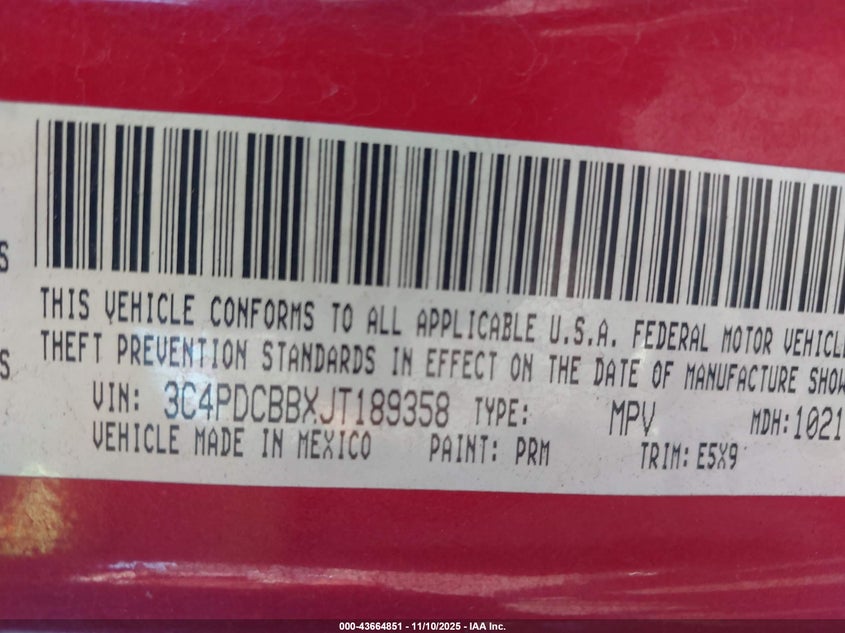 THIS VEHICLE CONFORMS TO ALL APPLICABLE U.S.A. FEDERAL MOTOR VEHICLE
THEFT PREVENTION STANDARDS IN EFFECT ON THE DATE OF MANUFACTURE SHOW
VIN: 3C4PDCBBXJT189358 TYPE: MPV MDH: 1021
VEHICLE MADE IN MEXICO PAINT: PRM TRIM: E5X9
S
S
000-43664851 - 11/10/2025 - IAA Inc.